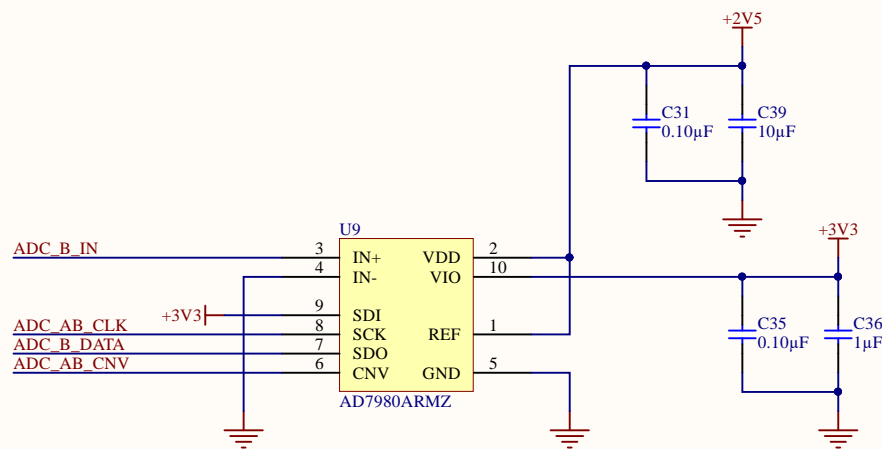 +2V5
C31
0.10µF
C39
10µF
U9
+3V3
ADC_B_IN
3
IN+
VDD
2
4
IN-
VIO
10
+3V3
9
SDI
ADC_AB_CLK
8
SCK
REF
1
C35
0.10µF
C36
1µF
ADC_B_DATA
7
SDO
ADC_AB_CNV
6
CNV
GND
5
AD7980ARMZ